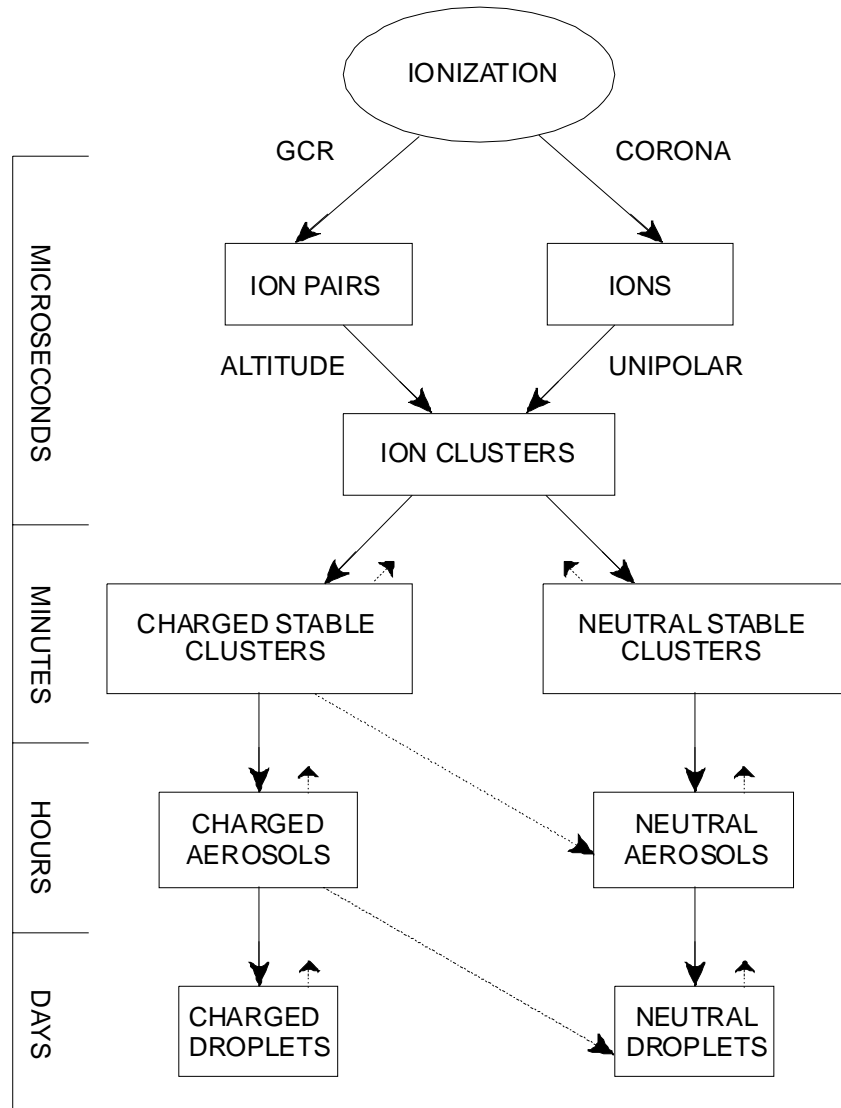 IONIZATION
GCR
CORONA
MICROSECONDS
ION PAIRS
IONS
ALTITUDE
UNIPOLAR
ION CLUSTERS
MINUTES
CHARGED STABLE
CLUSTERS
NEUTRAL STABLE
CLUSTERS
HOURS
CHARGED
AEROSOLS
NEUTRAL
AEROSOLS
DAYS
CHARGED
DROPLETS
NEUTRAL
DROPLETS